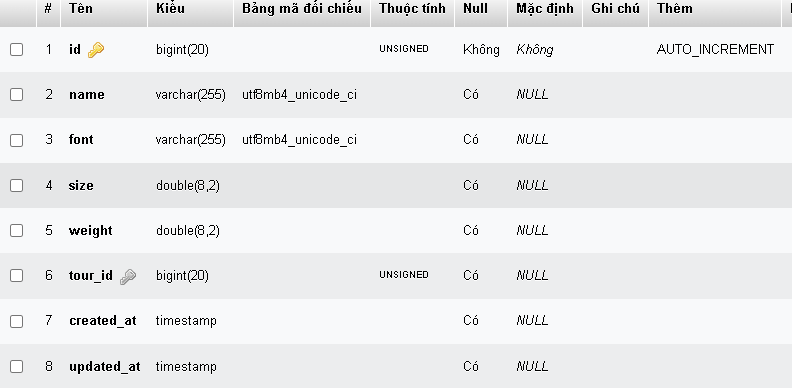 # Tên Kiểu Bảng mã đối chiếu Thuộc tính Null Mặc định Ghi chú Thêm
1 id bigint(20) UNSIGNED Không Không AUTO_INCREMENT
2 name varchar(255) utf8mb4_unicode_ci Có NULL
3 font varchar(255) utf8mb4_unicode_ci Có NULL
4 size double(8,2) Có NULL
5 weight double(8,2) Có NULL
6 tour_id bigint(20) UNSIGNED Có NULL
7 created_at timestamp Có NULL
8 updated_at timestamp Có NULL